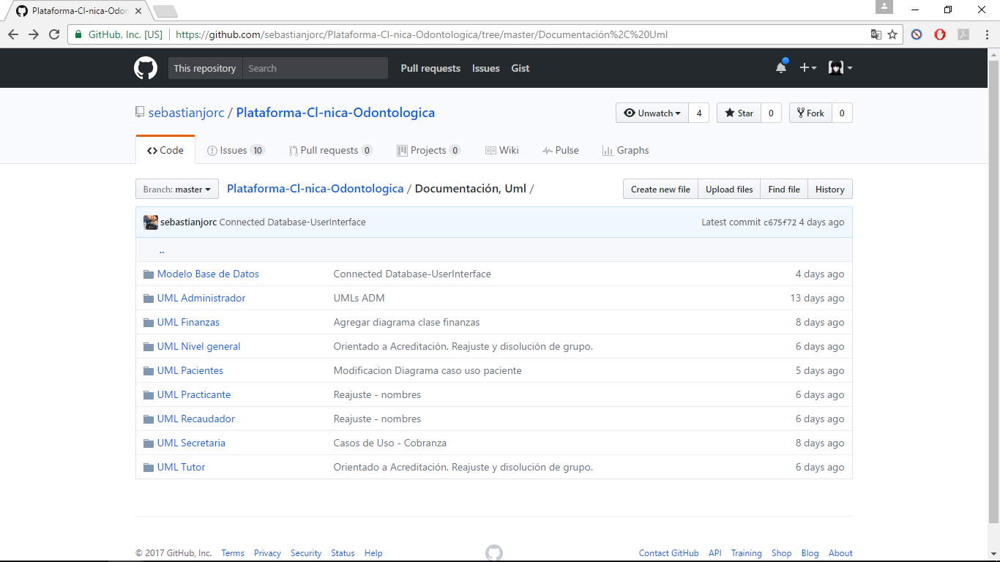 Plataforma-Cl-nica-Odon
GitHub, Inc. [US] https://github.com/sebastianjorc/Plataforma-Cl-nica-Odontologica/tree/master/Documentación%2C%20Uml
This repository Search Pull requests Issues Gist
sebastianjorc / Plataforma-Cl-nica-Odontologica Unwatch 4 Star 0 Fork 0
Code Issues 10 Pull requests 0 Projects 0 Wiki Pulse Graphs
Branch: master Plataforma-Cl-nica-Odontologica / Documentación, Uml / Create new file Upload files Find file History
sebastianjorc Connected Database-UserInterface Latest commit c675f72 4 days ago
..
Modelo Base de Datos Connected Database-UserInterface 4 days ago
UML Administrador UMLs ADM 13 days ago
UML Finanzas Agregar diagrama clase finanzas 8 days ago
UML Nivel general Orientado a Acreditación. Reajuste y disolución de grupo. 6 days ago
UML Pacientes Modificacion Diagrama caso uso paciente 5 days ago
UML Practicante Reajuste - nombres 6 days ago
UML Recaudador Reajuste - nombres 6 days ago
UML Secretaria Casos de Uso - Cobranza 8 days ago
UML Tutor Orientado a Acreditación. Reajuste y disolución de grupo. 6 days ago
© 2017 GitHub, Inc. Terms Privacy Security Status Help Contact GitHub API Training Shop Blog About